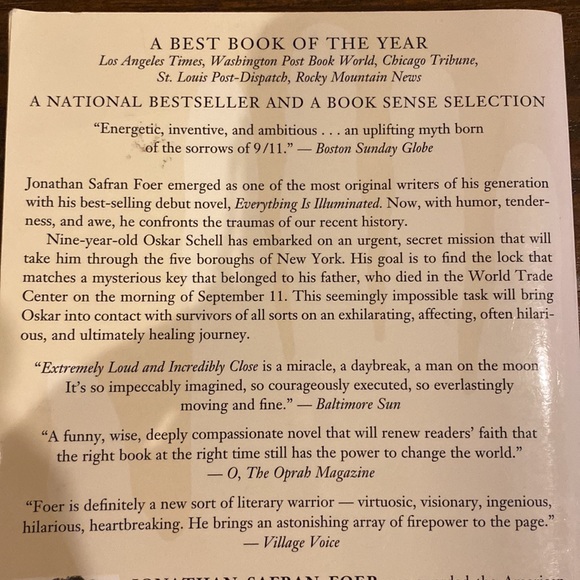 A BEST BOOK OF THE YEAR
Los Angeles Times, Washington Post Book World, Chicago Tribune,
St. Louis Post-Dispatch, Rocky Mountain News
A NATIONAL BESTSELLER AND A BOOK SENSE SELECTION
“Energetic, inventive, and ambitious . . . an uplifting myth born
of the sorrows of 9/11.” — Boston Sunday Globe
Jonathan Safran Foer emerged as one of the most original writers of his generation
with his best-selling debut novel, Everything Is Illuminated. Now, with humor, tender-
ness, and awe, he confronts the traumas of our recent history.
Nine-year-old Oskar Schell has embarked on an urgent, secret mission that will
take him through the five boroughs of New York. His goal is to find the lock that
matches a mysterious key that belonged to his father, who died in the World Trade
Center on the morning of September 11. This seemingly impossible task will bring
Oskar into contact with survivors of all sorts on an exhilarating, affecting, often hilari-
ous, and ultimately healing journey.
“Extremely Loud and Incredibly Close is a miracle, a daybreak, a man on the moon
It’s so impeccably imagined, so courageously executed, so everlastingly
moving and fine.” — Baltimore Sun
“A funny, wise, deeply compassionate novel that will renew readers’ faith that
the right book at the right time still has the power to change the world.”
— O, The Oprah Magazine
“Foer is definitely a new sort of literary warrior — virtuosic, visionary, ingenious,
hilarious, heartbreaking. He brings an astonishing array of firepower to the page.”
— Village Voice
JONATHAN SAFRAN FOER the American